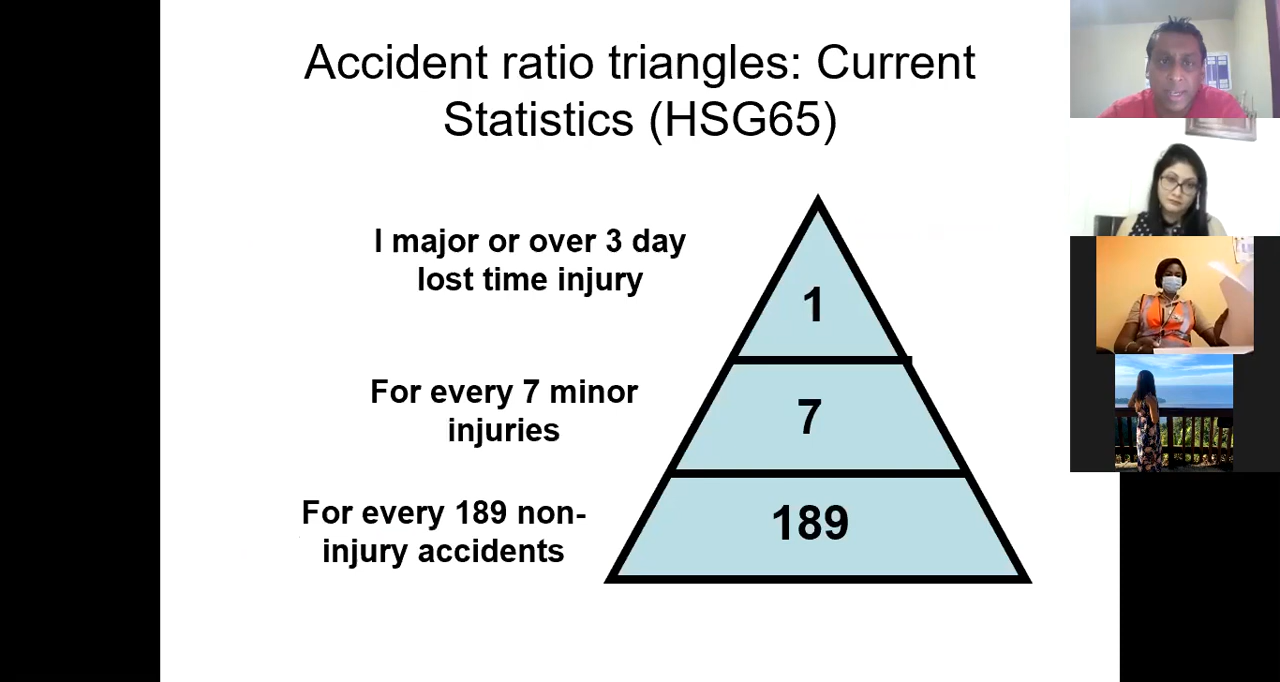 Accident ratio triangles: Current
Statistics (HSG65)
I major or over 3 day
lost time injury
1
For every 7 minor
injuries
7
For every 189 non-
injury accidents
189